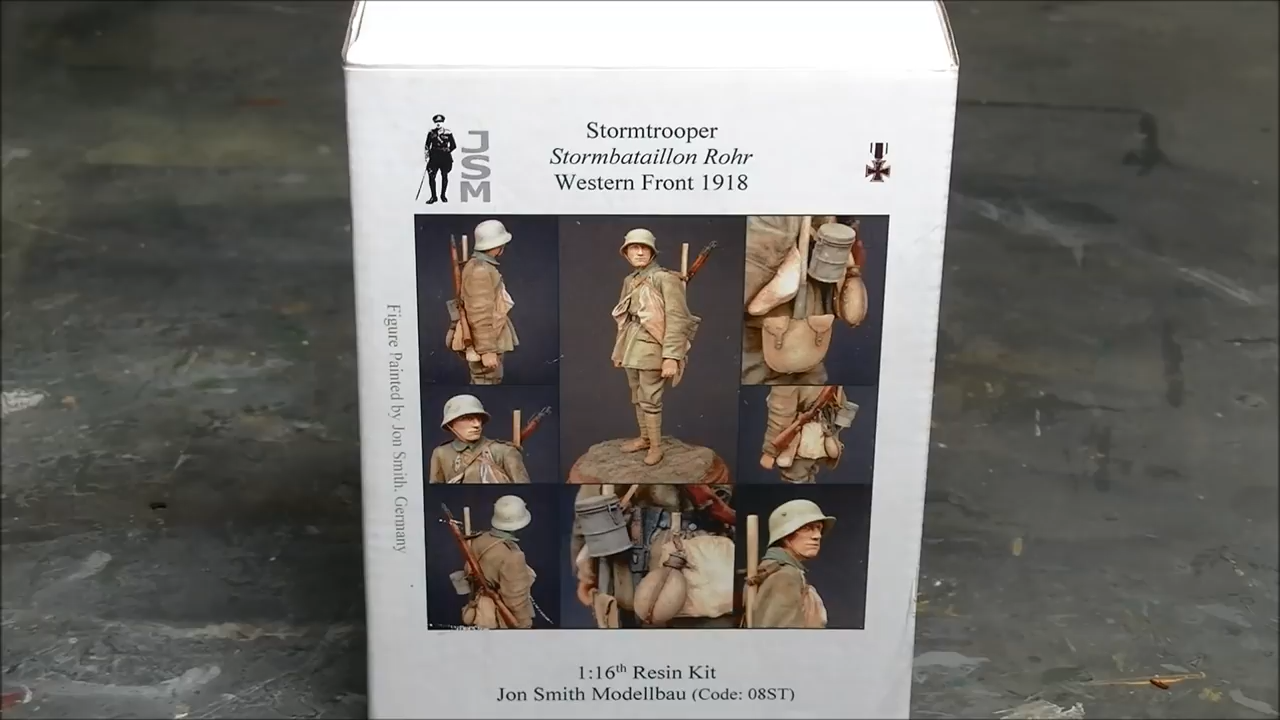 JSM
Stormtrooper
Stormbataillon Rohr
Western Front 1918
Figure Painted by Jon Smith. Germany
1:16th Resin Kit
Jon Smith Modellbau (Code: 08ST)